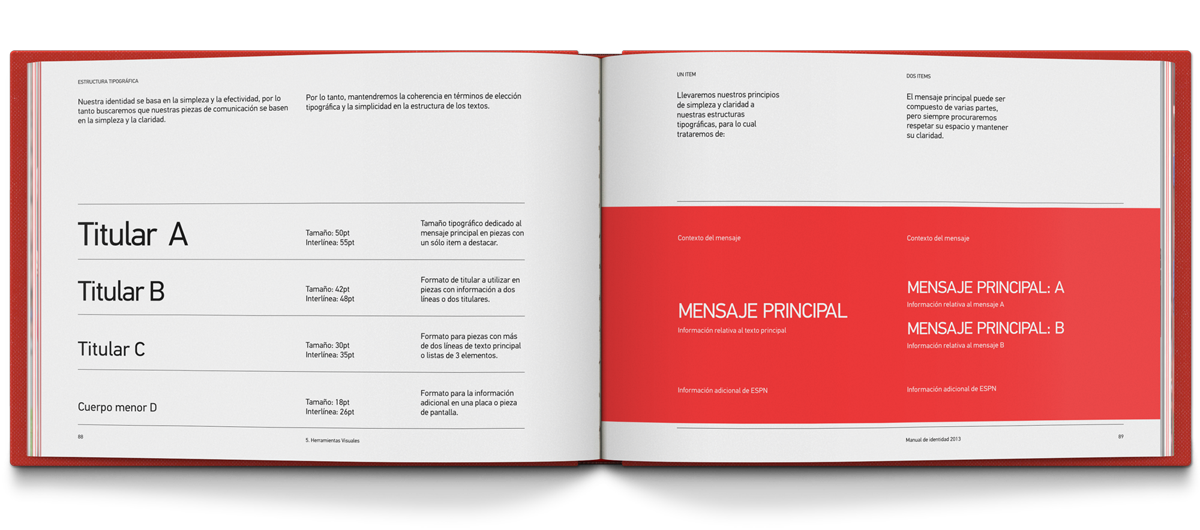 ESTRUCTURA TIPOGRÁFICA
Nuestra identidad se basa en la simpleza y la efectividad, por lo
tanto buscaremos que nuestras piezas de comunicación se basen
en la simpleza y la claridad.
Por lo tanto, mantendremos la coherencia en términos de elección
tipográfica y la simplicidad en la estructura de los textos.
Titular A
Tamaño: 50pt
Interlínea: 55pt
Tamaño tipográfico dedicado al
mensaje principal en piezas con
un sólo item a destacar.
Titular B
Tamaño: 42pt
Interlínea: 48pt
Formato de titular a utilizar en
piezas con información a dos
líneas o dos titulares.
Titular C
Tamaño: 30pt
Interlínea: 35pt
Formato para piezas con más
de dos líneas de texto principal
o listas de 3 elementos.
Cuerpo menor D
Tamaño: 18pt
Interlínea: 26pt
Formato para la información
adicional en una placa o pieza
de pantalla.
88
5. Herramientas Visuales
UN ITEM
Llevaremos nuestros principios
de simpleza y claridad a
nuestras estructuras
tipográficas, para lo cual
trataremos de:
DOS ITEMS
El mensaje principal puede ser
compuesto de varias partes,
pero siempre procuraremos
respetar su espacio y mantener
su claridad.
Contexto del mensaje
MENSAJE PRINCIPAL
Información relativa al texto principal
Información adicional de ESPN
Contexto del mensaje
MENSAJE PRINCIPAL: A
Información relativa al mensaje A
MENSAJE PRINCIPAL: B
Información relativa al mensaje B
Información adicional de ESPN
Manual de identidad 2013
89